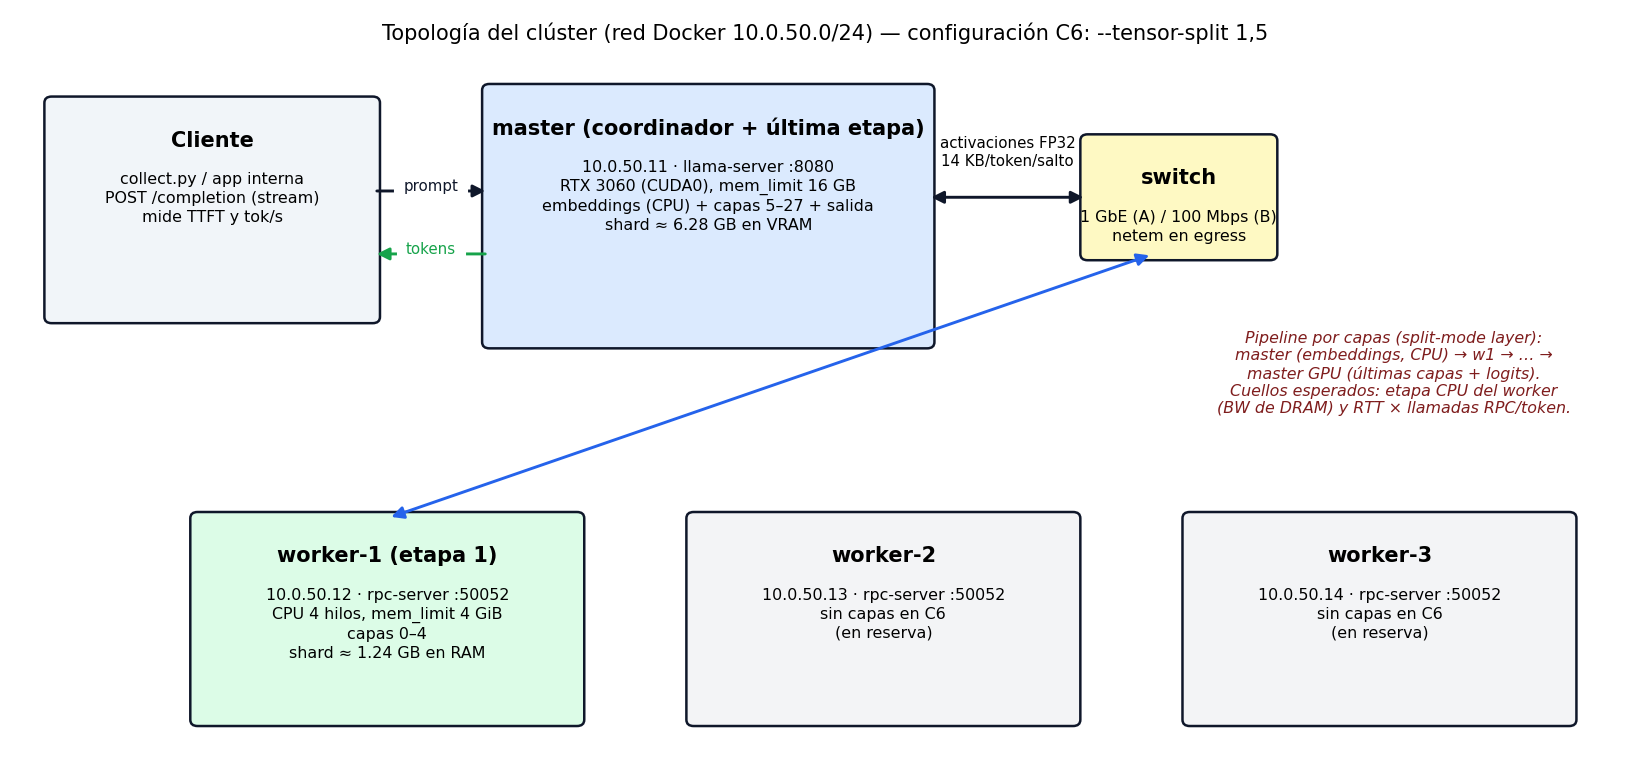 Topología del clúster (red Docker 10.0.50.0/24) — configuración C6: --tensor-split 1,5
Cliente
collect.py / app interna
POST /completion (stream)
mide TTFT y tok/s
prompt
tokens
master (coordinador + última etapa)
10.0.50.11 · llama-server :8080
RTX 3060 (CUDA0), mem_limit 16 GB
embeddings (CPU) + capas 5–27 + salida
shard ≈ 6.28 GB en VRAM
activaciones FP32
14 KB/token/salto
switch
1 GbE (A) / 100 Mbps (B)
netem en egress
Pipeline por capas (split-mode layer):
master (embeddings, CPU) → w1 → … →
master GPU (últimas capas + logits).
Cuellos esperados: etapa CPU del worker
(BW de DRAM) y RTT × llamadas RPC/token.
worker-1 (etapa 1)
10.0.50.12 · rpc-server :50052
CPU 4 hilos, mem_limit 4 GiB
capas 0–4
shard ≈ 1.24 GB en RAM
worker-2
10.0.50.13 · rpc-server :50052
sin capas en C6
(en reserva)
worker-3
10.0.50.14 · rpc-server :50052
sin capas en C6
(en reserva)